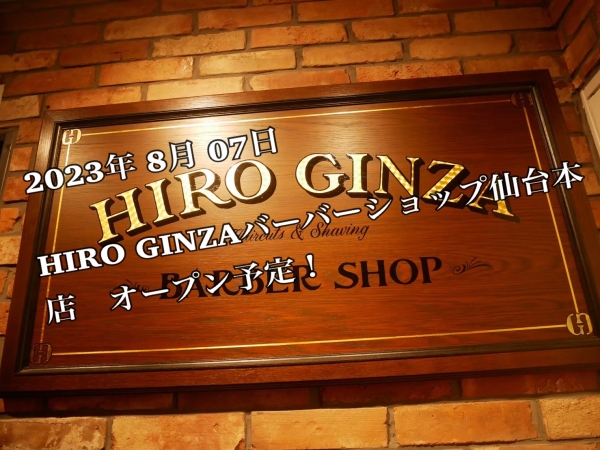 2023年 8月 07日
HIRO GINZA
HIRO GINZAバーバーショップ仙台本
Haircuts & Shaving
店 オープン予定！
BARBER SHOP